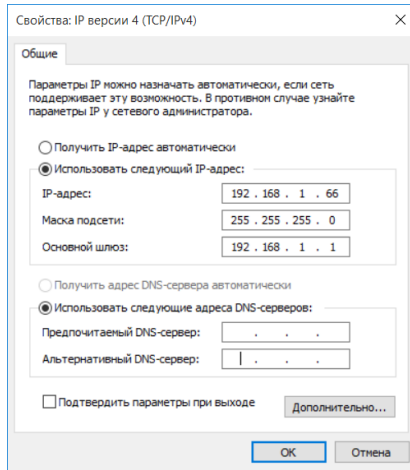 Свойства: IP версии 4 (TCP/IPv4)
Общие
Параметры IP можно назначать автоматически, если сеть
поддерживает эту возможность. В противном случае узнайте
параметры IP у сетевого администратора.
Получить IP-адрес автоматически
Использовать следующий IP-адрес:
IP-адрес: 192 . 168 . 1 . 66
Маска подсети: 255 . 255 . 255 . 0
Основной шлюз: 192 . 168 . 1 . 1
Получить адрес DNS-сервера автоматически
Использовать следующие адреса DNS-серверов:
Предпочитаемый DNS-сервер: . . .
Альтернативный DNS-сервер: . . .
Подтвердить параметры при выходе
Дополнительно...
ОК Отмена